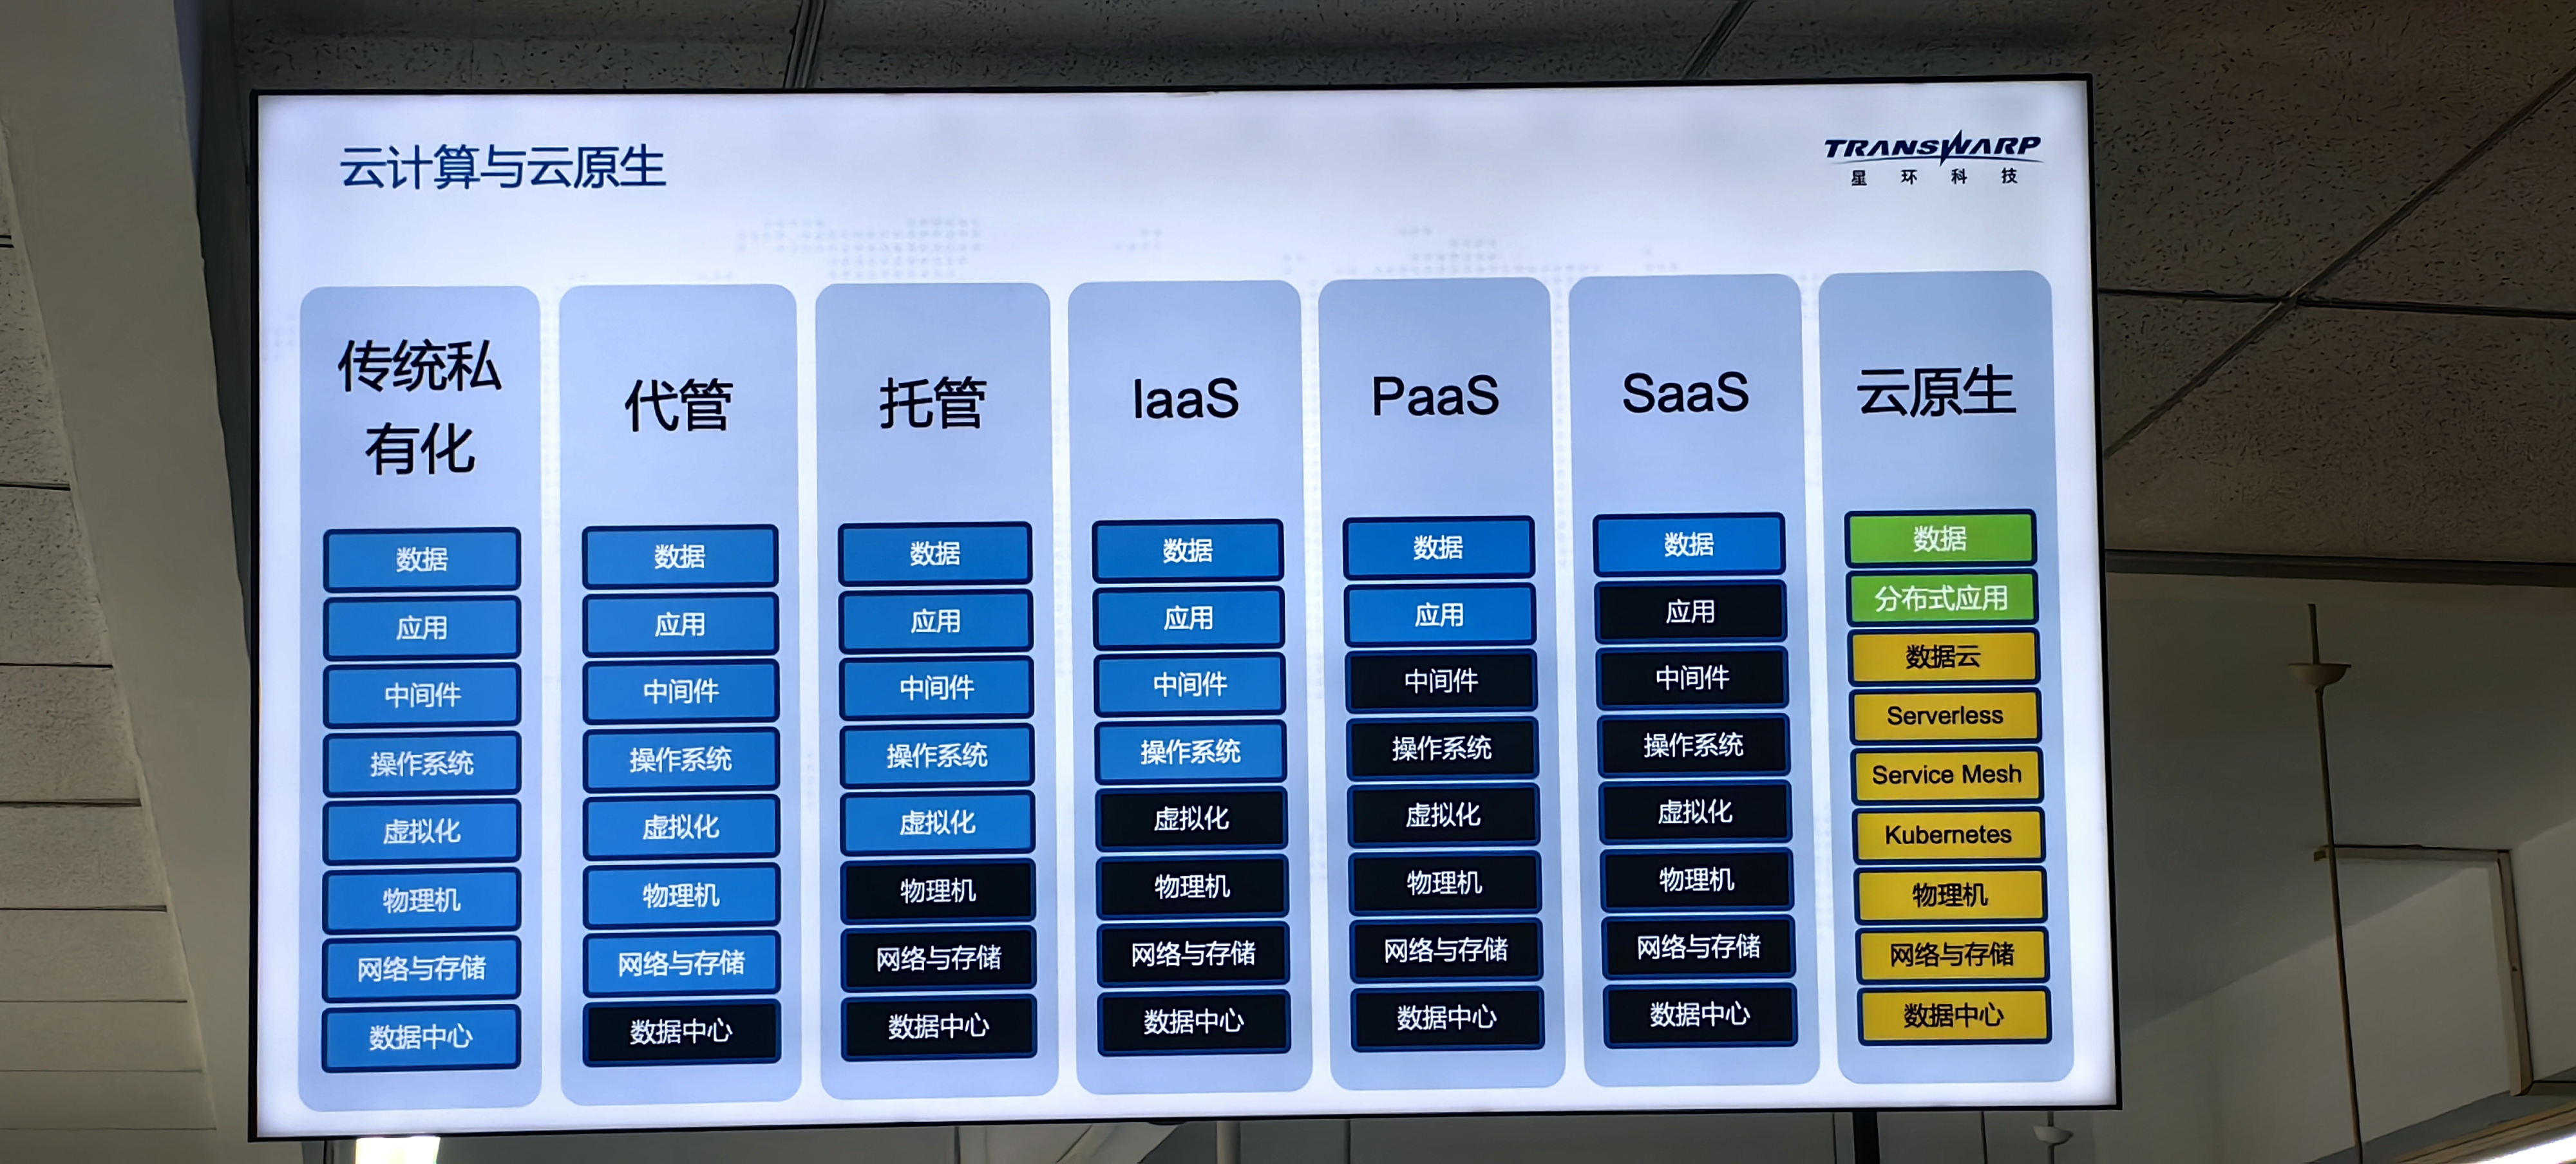 云计算与云原生
TRANSWARP
星环科技
传统私
有化
数据
应用
中间件
操作系统
虚拟化
物理机
网络与存储
数据中心
代管
数据
应用
中间件
操作系统
虚拟化
物理机
网络与存储
数据中心
托管
数据
应用
中间件
操作系统
虚拟化
物理机
网络与存储
数据中心
IaaS
数据
应用
中间件
操作系统
虚拟化
物理机
网络与存储
数据中心
PaaS
数据
应用
中间件
操作系统
虚拟化
物理机
网络与存储
数据中心
SaaS
数据
应用
中间件
操作系统
虚拟化
物理机
网络与存储
数据中心
云原生
数据
分布式应用
数据云
Serverless
Service Mesh
Kubernetes
物理机
网络与存储
数据中心